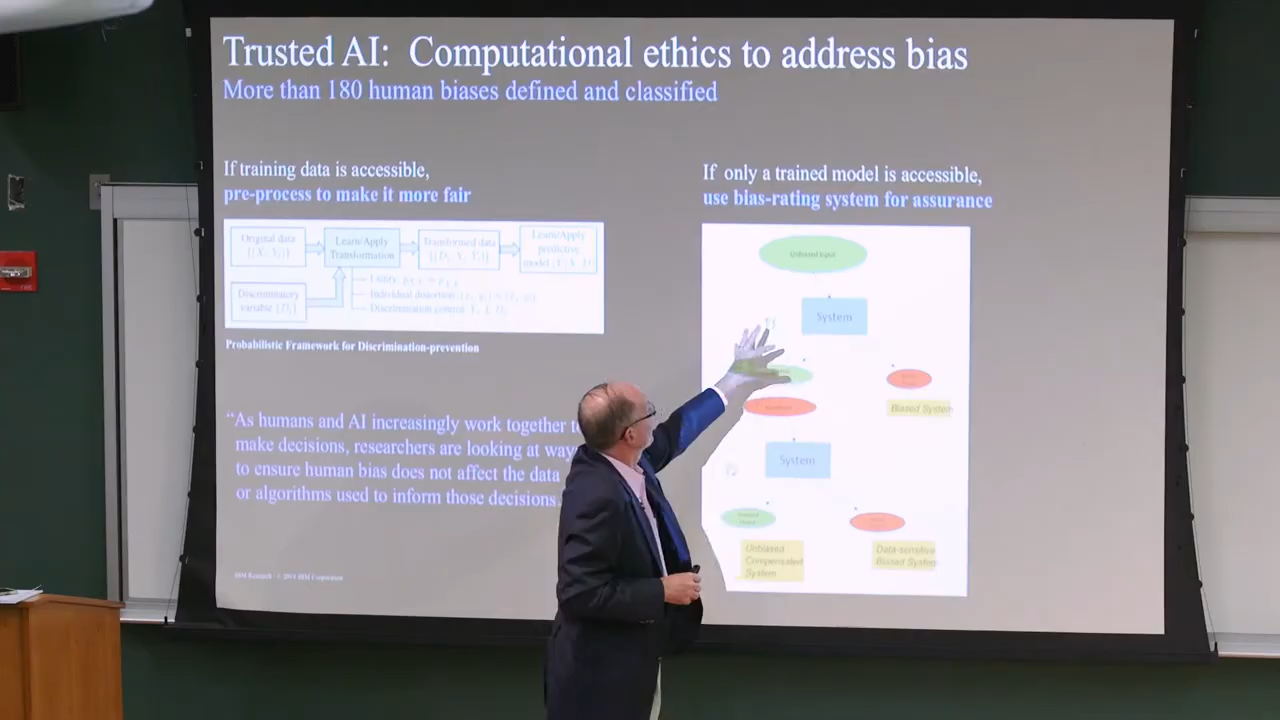 Trusted AI: Computational ethics to address bias
More than 180 human biases defined and classified
If training data is accessible,
pre-process to make it more fair
Original data
Learn/Apply
Transformation
Transformed data
Learn/Apply
predictive
model
Discriminatory
variable
Utility:
Individual distortion:
Discrimination control:
Probabilistic Framework for Discrimination-prevention
“As humans and AI increasingly work together
make decisions, researchers are looking at
to ensure human bias does not affect the data
or algorithms used to inform those decisions.
If only a trained model is accessible,
use bias-rating system for assurance
Unbiased Input
System
Biased System
System
Unbiased
Compensated
System
Data-sensitive
Biased System
IBM Research / © 2018 IBM Corporation